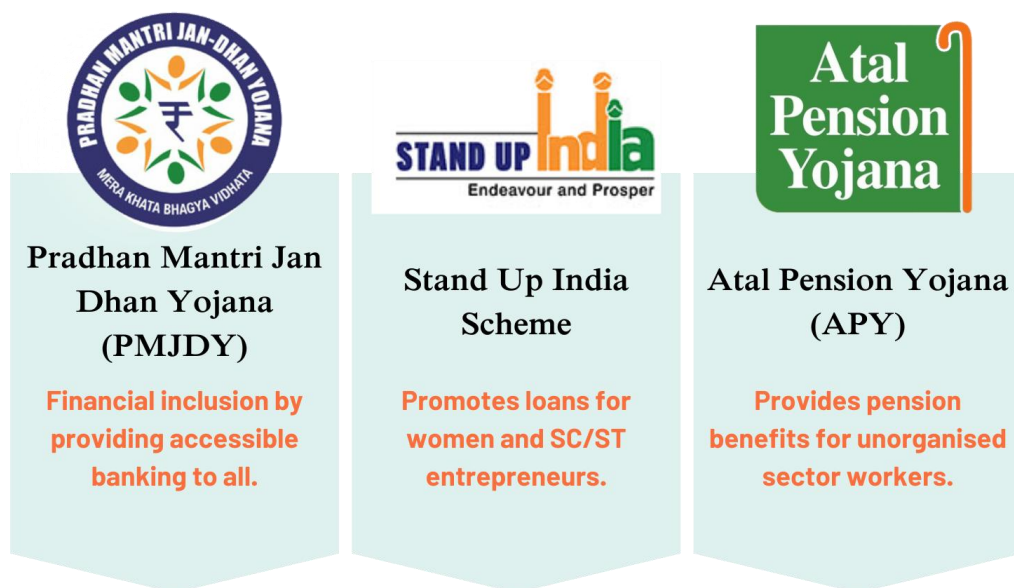 PRADHAN MANTRI JAN-DHAN YOJANA
₹
MERA KHATA BHAGYA VIDHATA
Pradhan Mantri Jan
Dhan Yojana
(PMJDY)
Financial inclusion by
providing accessible
banking to all.
STAND UP India
Endeavour and Prosper
Stand Up India
Scheme
Promotes loans for
women and SC/ST
entrepreneurs.
Atal
Pension
Yojana
Atal Pension Yojana
(APY)
Provides pension
benefits for unorganised
sector workers.